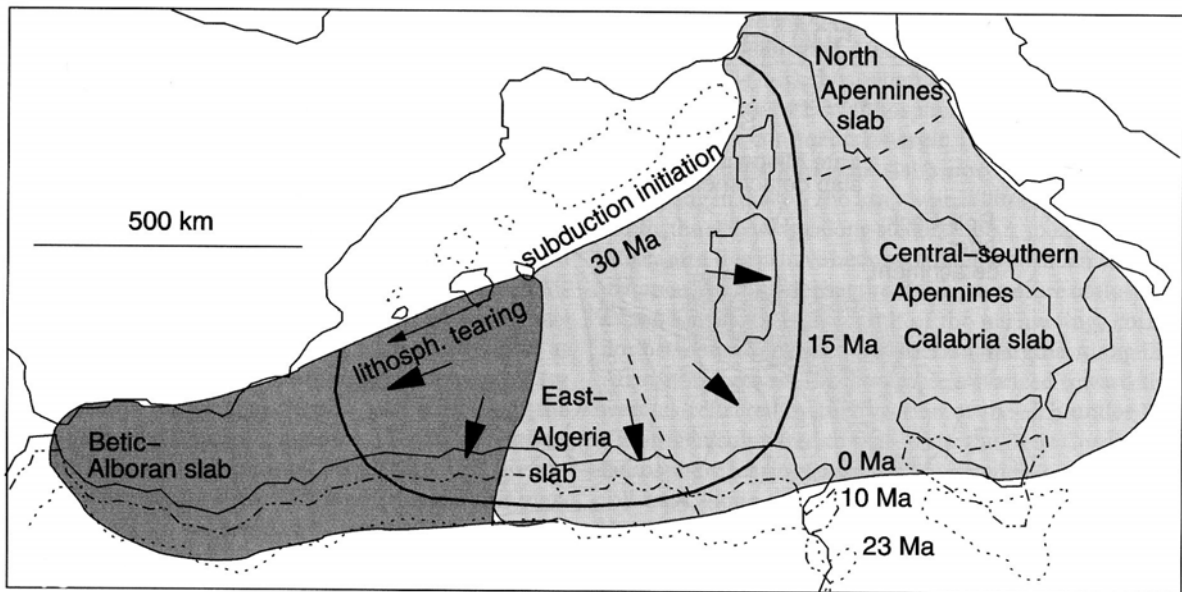 North
Apennines
slab
500 km
subduction initiation
30 Ma
Central–southern
Apennines
Calabria slab
lithosph. tearing
15 Ma
East–
Algeria
slab
Betic–
Alboran slab
0 Ma
10 Ma
23 Ma